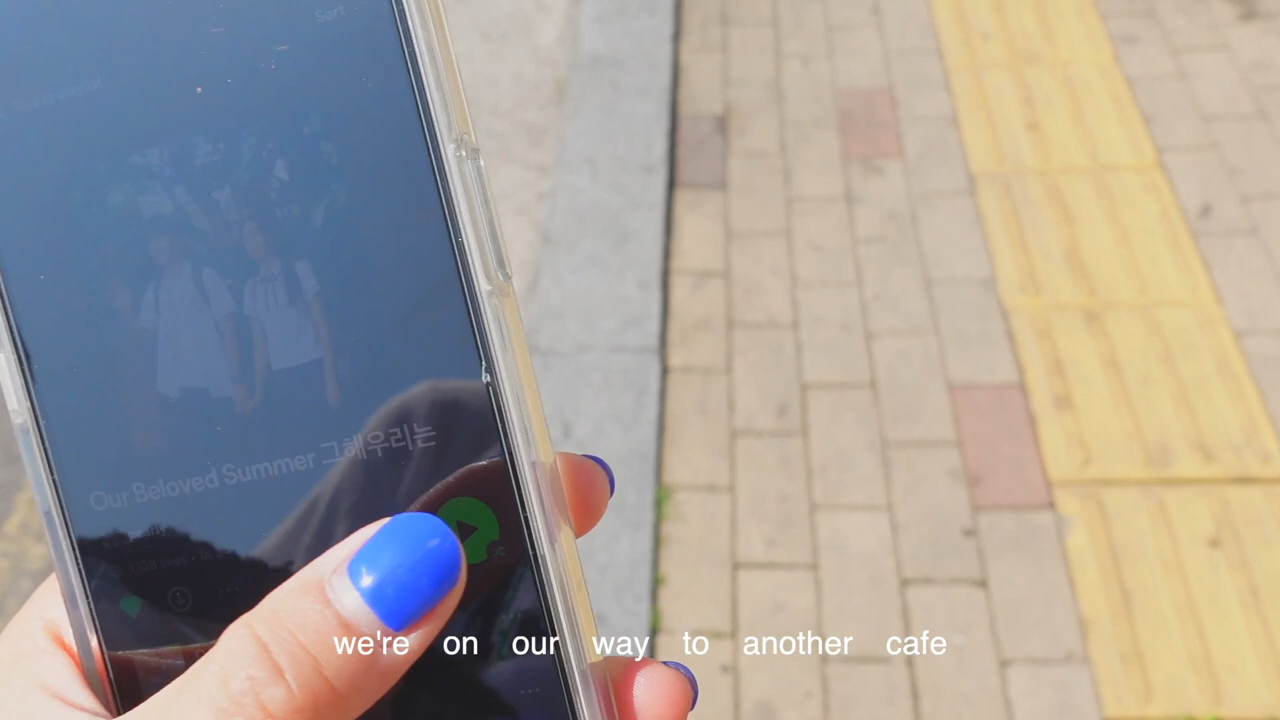 Sort
Our Beloved Summer 그해우리는
we're on our way to another cafe